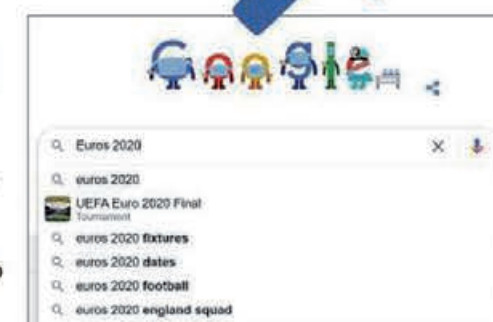 Google
Euros 2020
euros 2020
UEFA Euro 2020 Final
Tournament
euros 2020 fixtures
euros 2020 dates
euros 2020 football
euros 2020 england squad